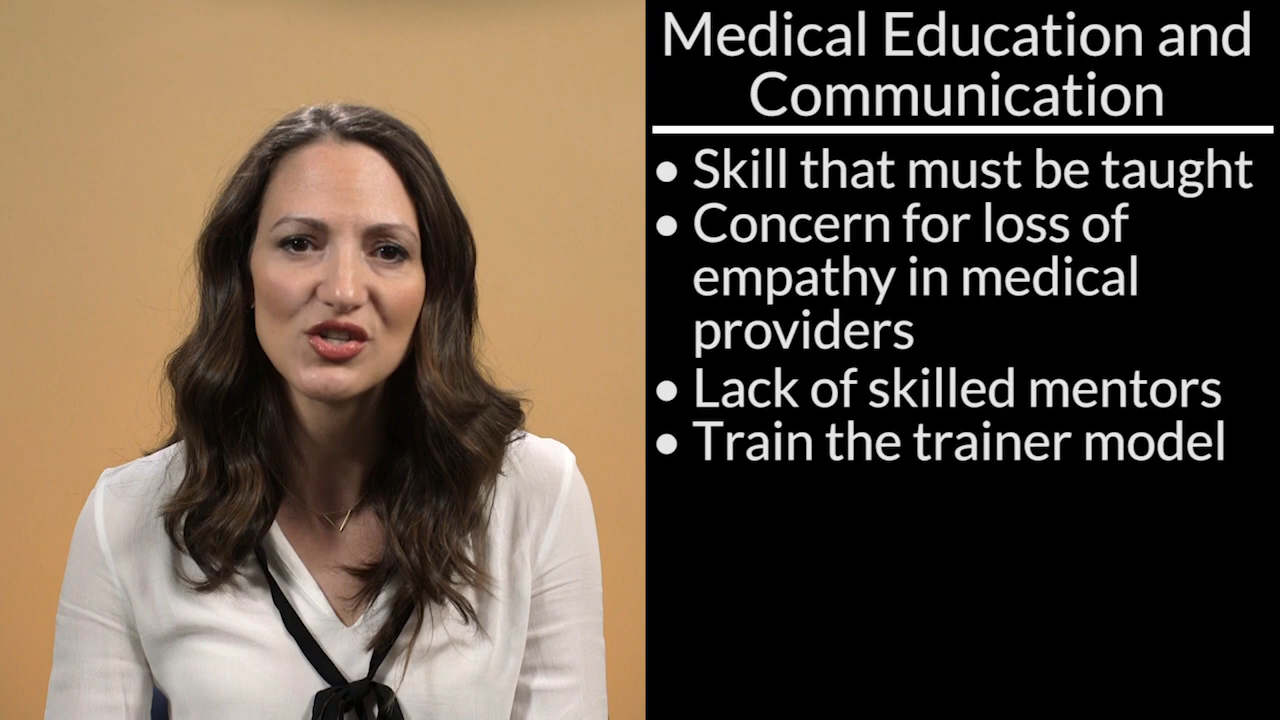 Medical Education and
Communication
• Skill that must be taught
• Concern for loss of
empathy in medical
providers
• Lack of skilled mentors
• Train the trainer model